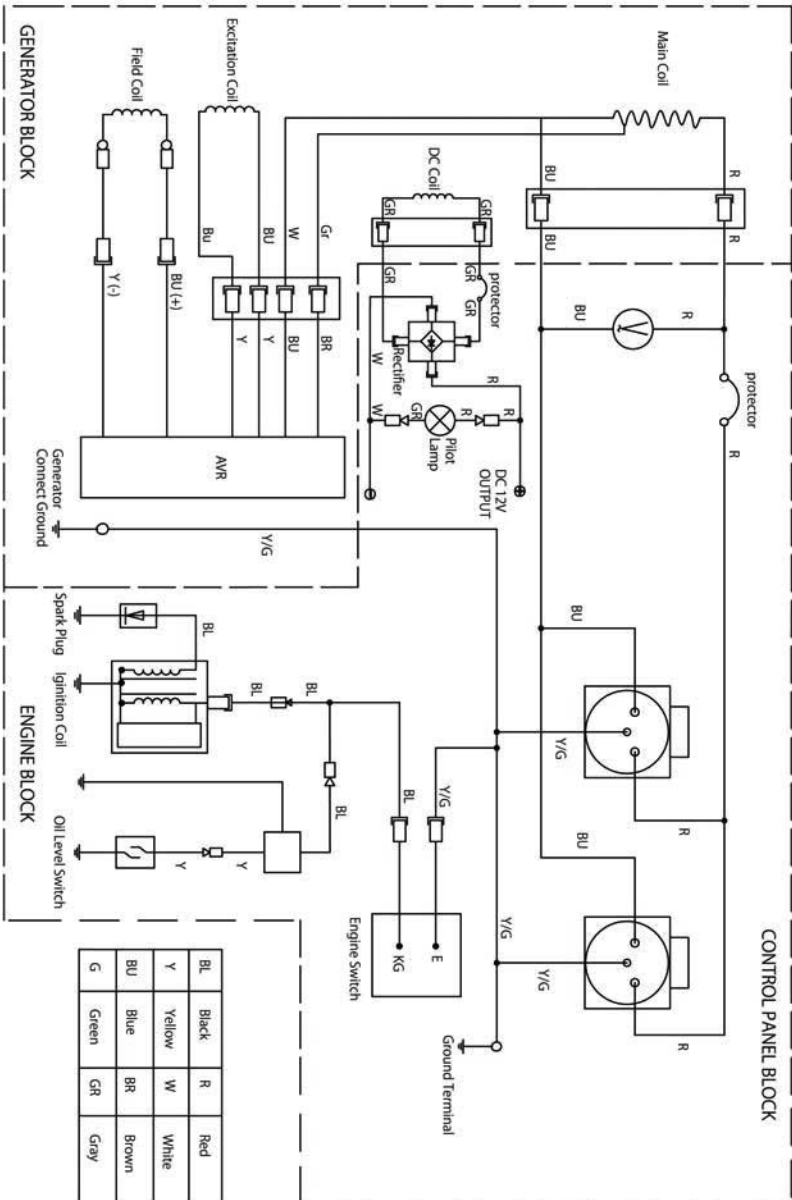 CONTROL PANEL BLOCK
GENERATOR BLOCK
ENGINE BLOCK
Field Coil
Excitation Coil
DC Coil
Main Coil
Y (-)
BU (+)
Bu
BU
W
Gr
Y
Y
BU
BR
AVR
Generator
Connect Ground
GR
GR
GR
GR
GR
protector
Rectifier
W
W
GR
R
R
R
Pilot
Lamp
DC 12V
OUTPUT
BU
R
BU
R
BU
R
V
protector
R
BU
R
Y/G
BU
R
Y/G
Y/G
Y/G
Y/G
Ground Terminal
Spark Plug
Iginition Coil
Oil Level Switch
BL
BL
BL
BL
BL
Y
Y
Engine Switch
E
KG
BL Black R Red
Y Yellow W White
BU Blue BR Brown
G Green GR Gray